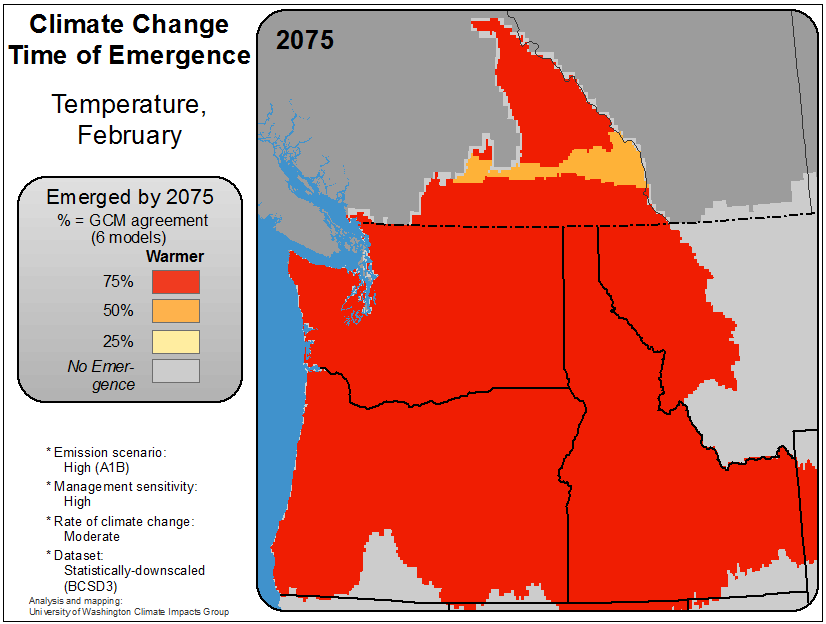 Climate Change
Time of Emergence
Temperature,
February
Emerged by 2075
% = GCM agreement
(6 models)
Warmer
75%
50%
25%
No Emer-
gence
* Emission scenario:
High (A1B)
* Management sensitivity:
High
* Rate of climate change:
Moderate
* Dataset:
Statistically-downscaled
(BCSD3)
Analysis and mapping:
University of Washington Climate Impacts Group
2075